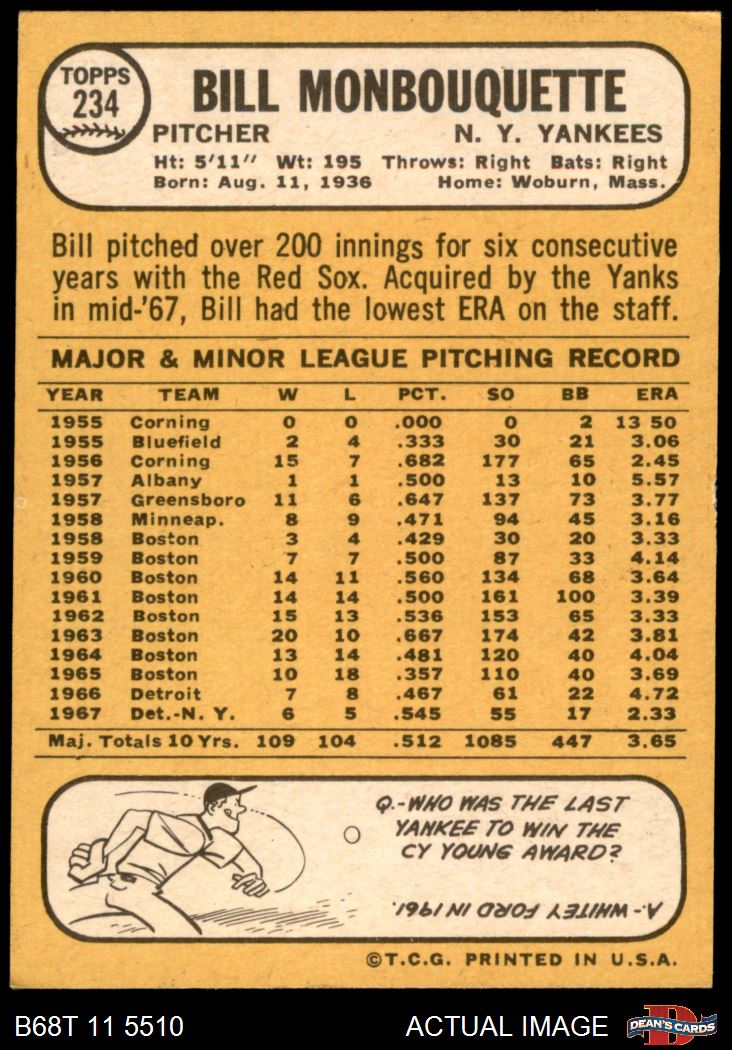 TOPPS
234
BILL MONBOUQUETTE
PITCHER N. Y. YANKEES
Ht: 5'11" Wt: 195 Throws: Right Bats: Right
Born: Aug. 11, 1936 Home: Woburn, Mass.
Bill pitched over 200 innings for six consecutive
years with the Red Sox. Acquired by the Yanks
in mid-'67, Bill had the lowest ERA on the staff.
MAJOR & MINOR LEAGUE PITCHING RECORD
YEAR TEAM W L PCT. SO BB ERA
1955 Corning 0 0 .000 0 2 13 50
1955 Bluefield 2 4 .333 30 21 3.06
1956 Corning 15 7 .682 177 65 2.45
1957 Albany 1 1 .500 13 10 5.57
1957 Greensboro 11 6 .647 137 73 3.77
1958 Minneap. 8 9 .471 94 45 3.16
1958 Boston 3 4 .429 30 20 3.33
1959 Boston 7 7 .500 87 33 4.14
1960 Boston 14 11 .560 134 68 3.64
1961 Boston 14 14 .500 161 100 3.39
1962 Boston 15 13 .536 153 65 3.33
1963 Boston 20 10 .667 174 42 3.81
1964 Boston 13 14 .481 120 40 4.04
1965 Boston 10 18 .357 110 40 3.69
1966 Detroit 7 8 .467 61 22 4.72
1967 Det.-N. Y. 6 5 .545 55 17 2.33
Maj. Totals 10 Yrs. 109 104 .512 1085 447 3.65
Q.-WHO WAS THE LAST
YANKEE TO WIN THE
CY YOUNG AWARD?
A.-WHITEY FORD IN 1961.
©T.C.G. PRINTED IN U.S.A.
B68T 11 5510 ACTUAL IMAGE
D
DEAN'S CARDS